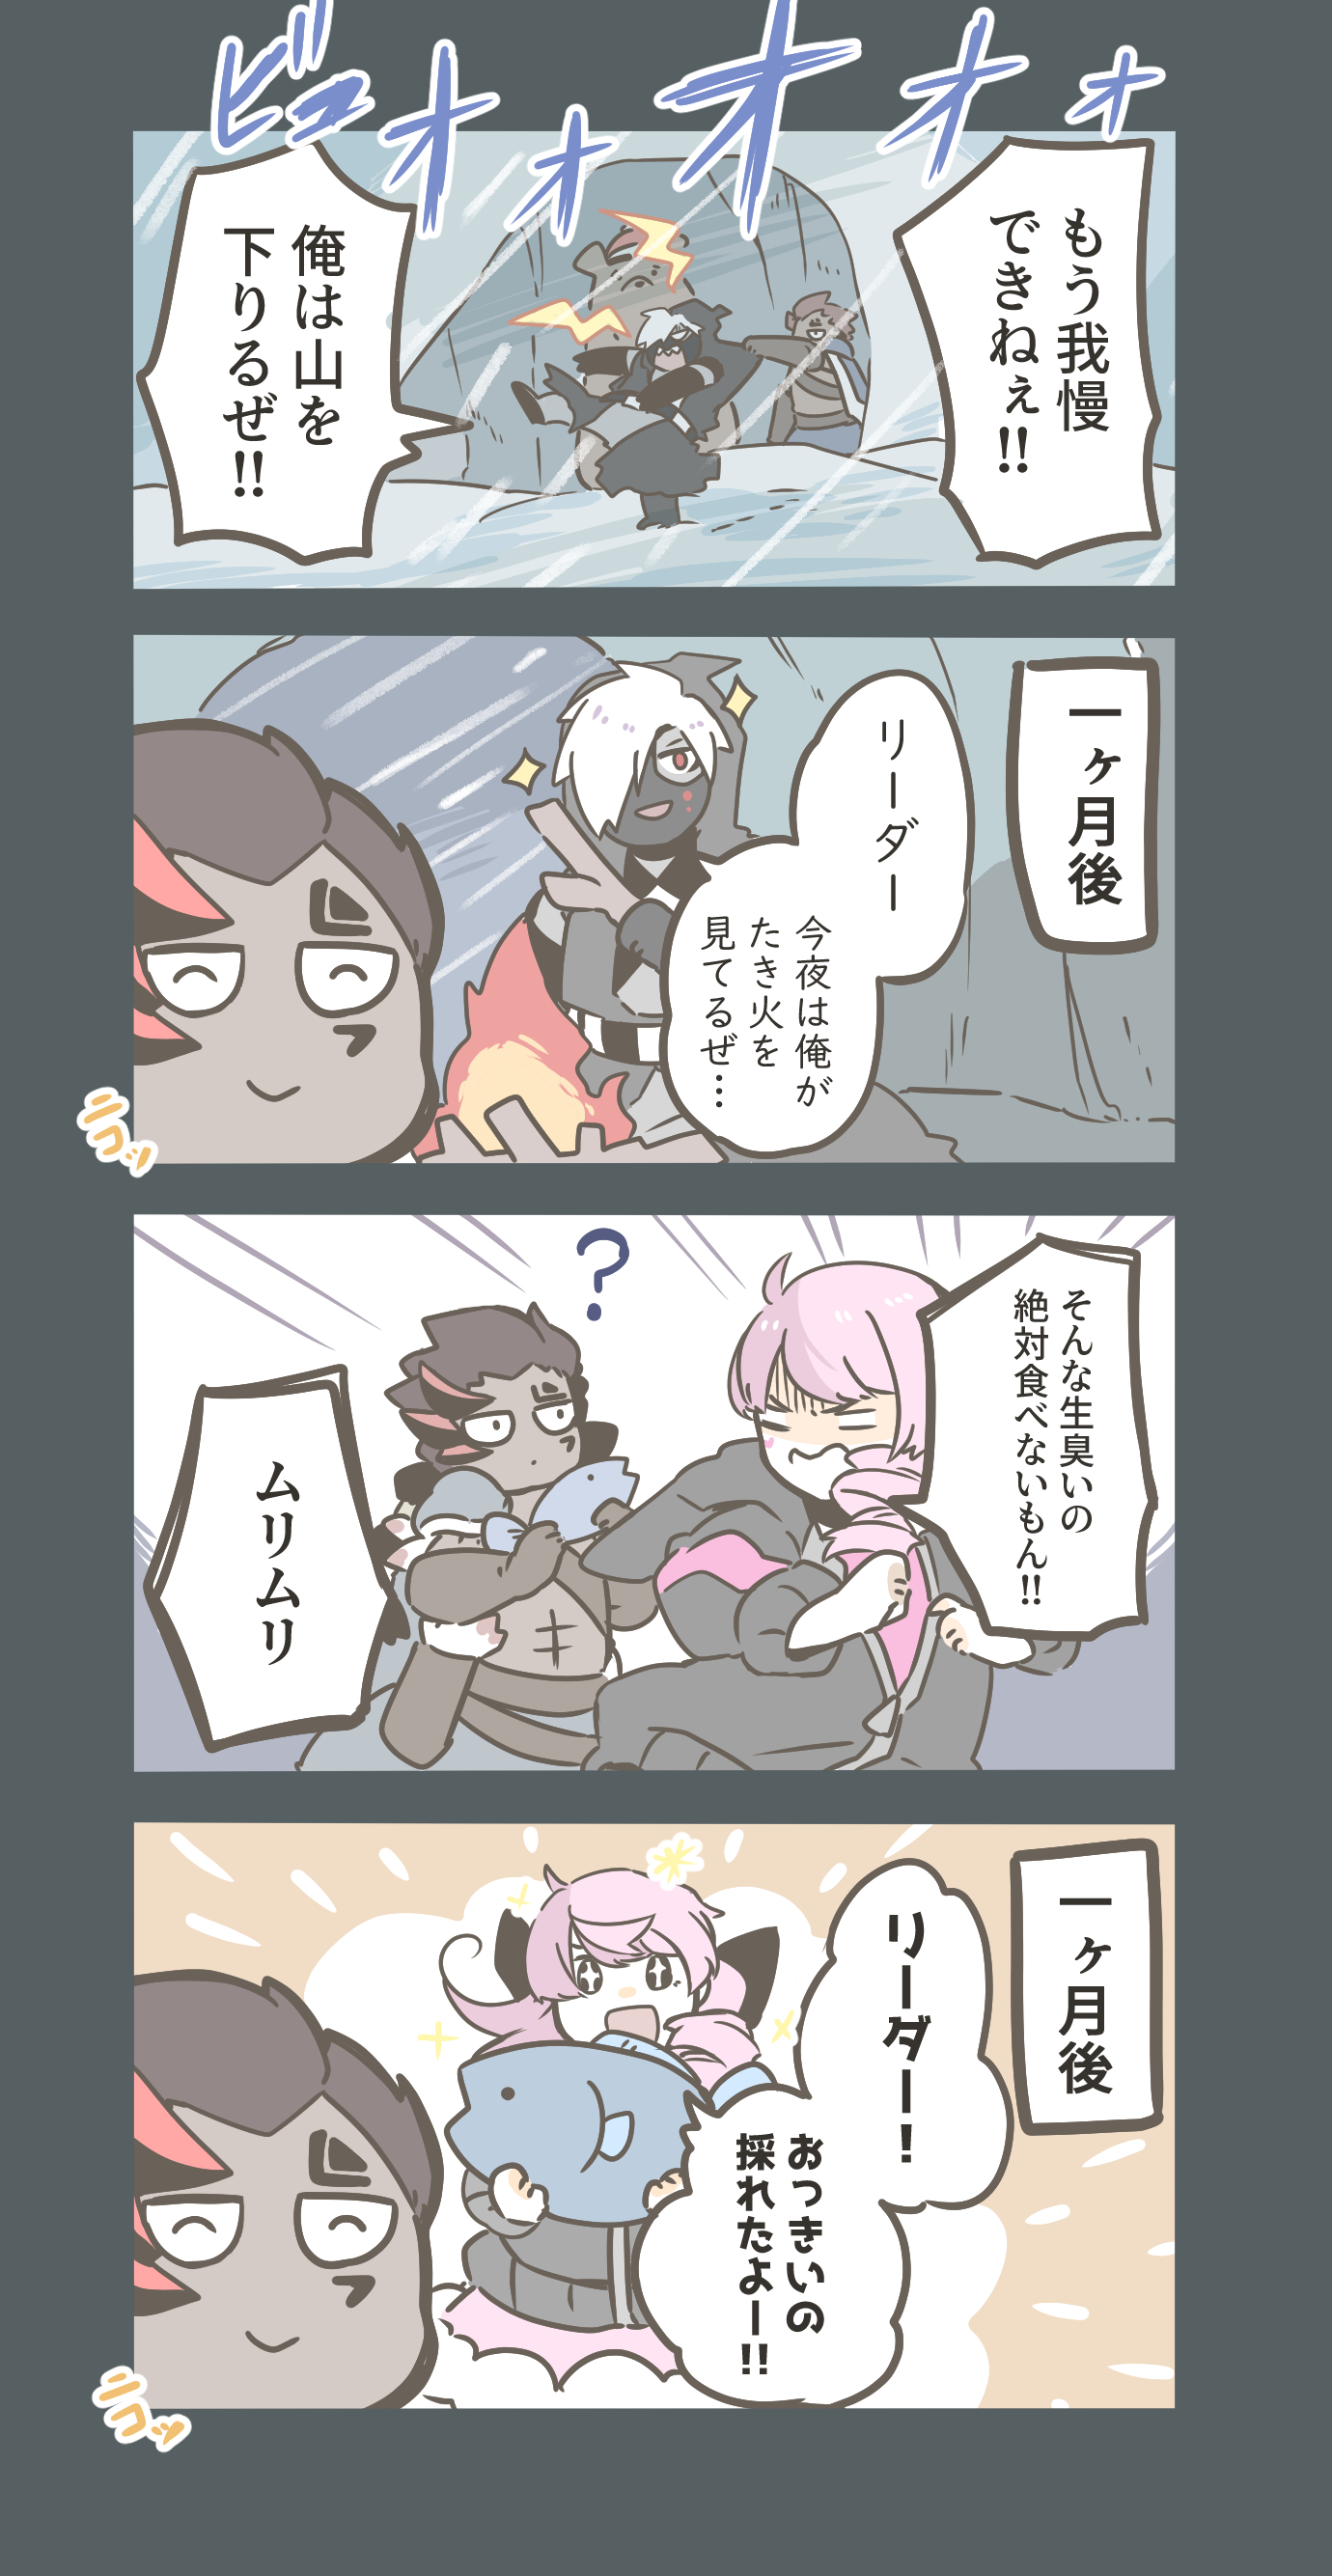 ビュオォオオォ
もう我慢
できねぇ!!
俺は山を
下りるぜ!!
一ヶ月後
リーダー
今夜は俺が
たき火を
見てるぜ…
ニコッ
そんな生臭いの
絶対食べないもん!!
?
ムリムリ
一ヶ月後
リーダー!
おっきいの
採れたよー!!
ニコッ